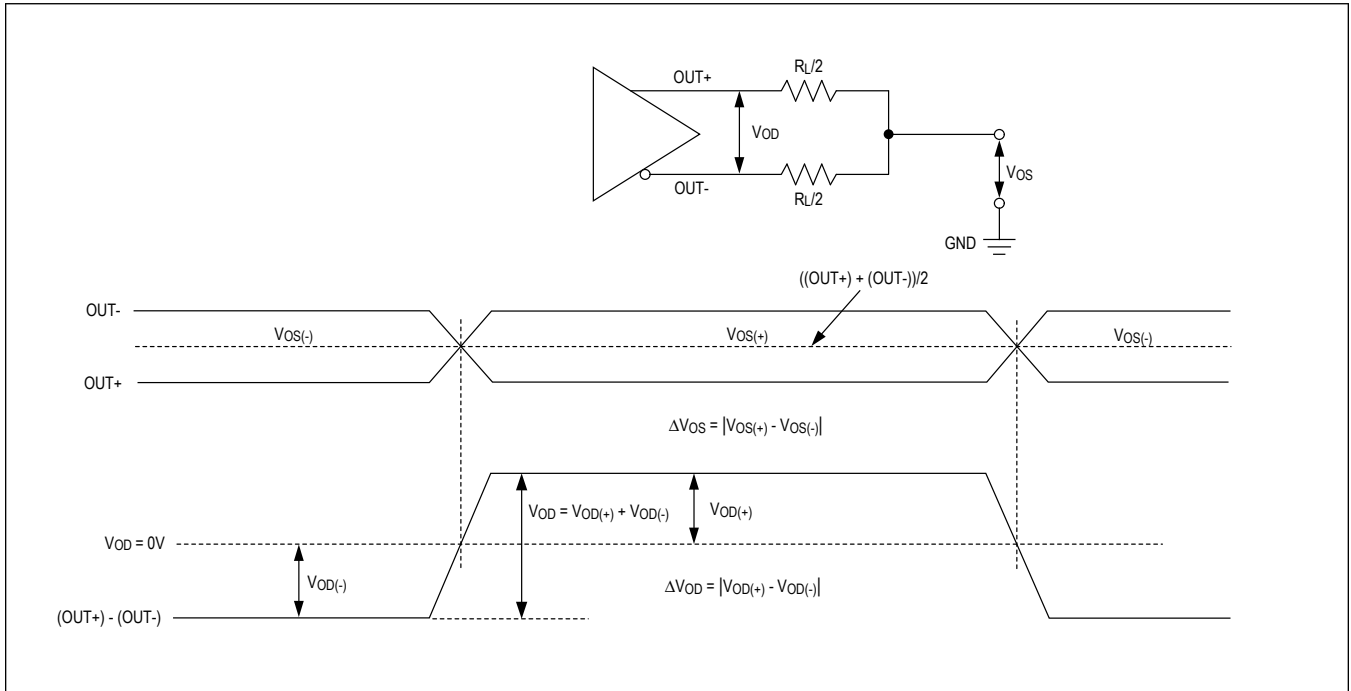 OUT+
RL/2
VOD
OUT-
RL/2
VOS
GND
((OUT+) + (OUT-))/2
OUT-
VOS(-)
VOS(+)
VOS(-)
OUT+
ΔVOS = |VOS(+) - VOS(-)|
VOD = VOD(+) + VOD(-)
VOD(+)
VOD = 0V
VOD(-)
ΔVOD = |VOD(+) - VOD(-)|
(OUT+) - (OUT-)